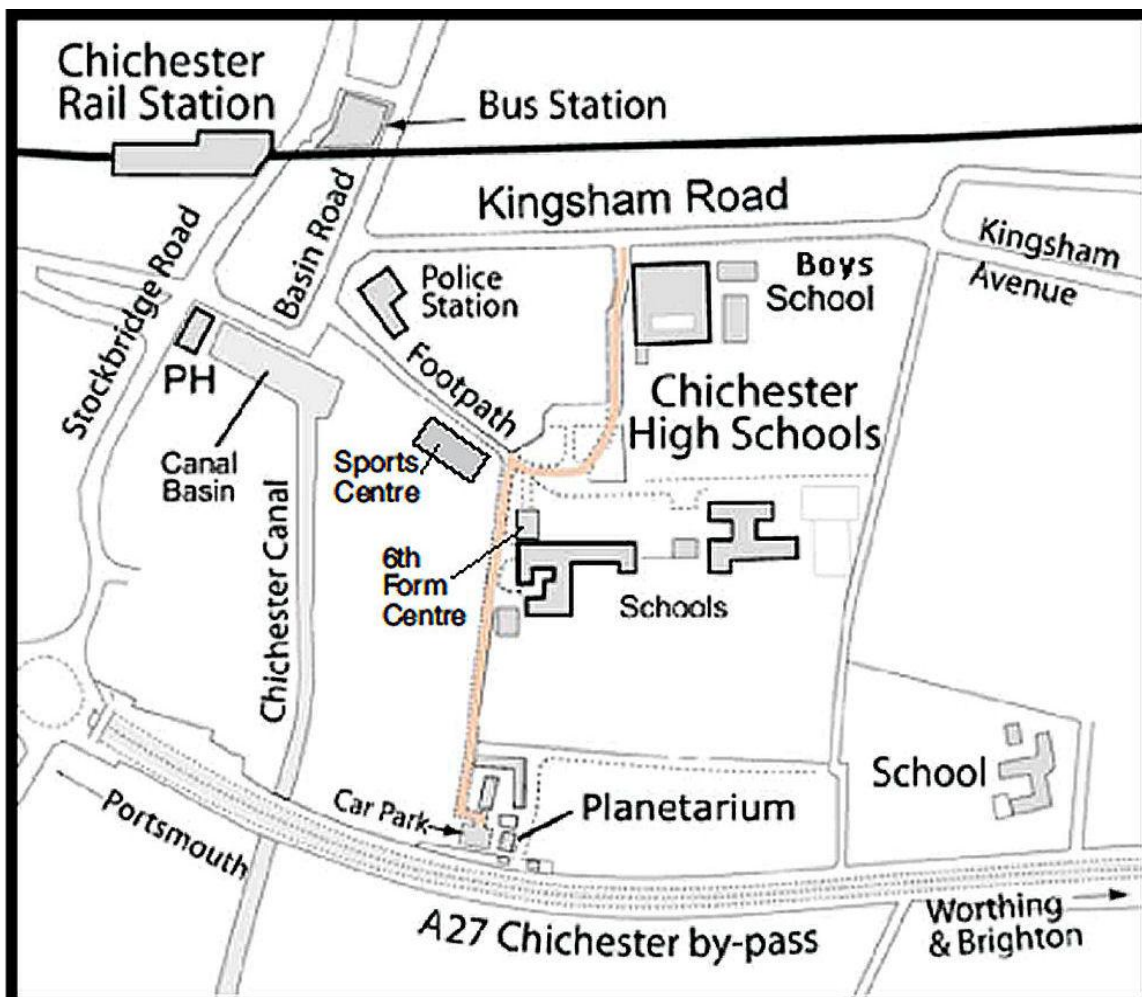 Chichester
Rail Station
Bus Station
Kingsham Road
Basin Road
Stockbridge Road
Kingsham
Avenue
Police
Station
Boys
School
PH
Footpath
Chichester
High Schools
Canal
Basin
Sports
Centre
Chichester Canal
6th
Form
Centre
Schools
School
Car Park
Planetarium
Portsmouth
A27 Chichester by-pass
Worthing
& Brighton